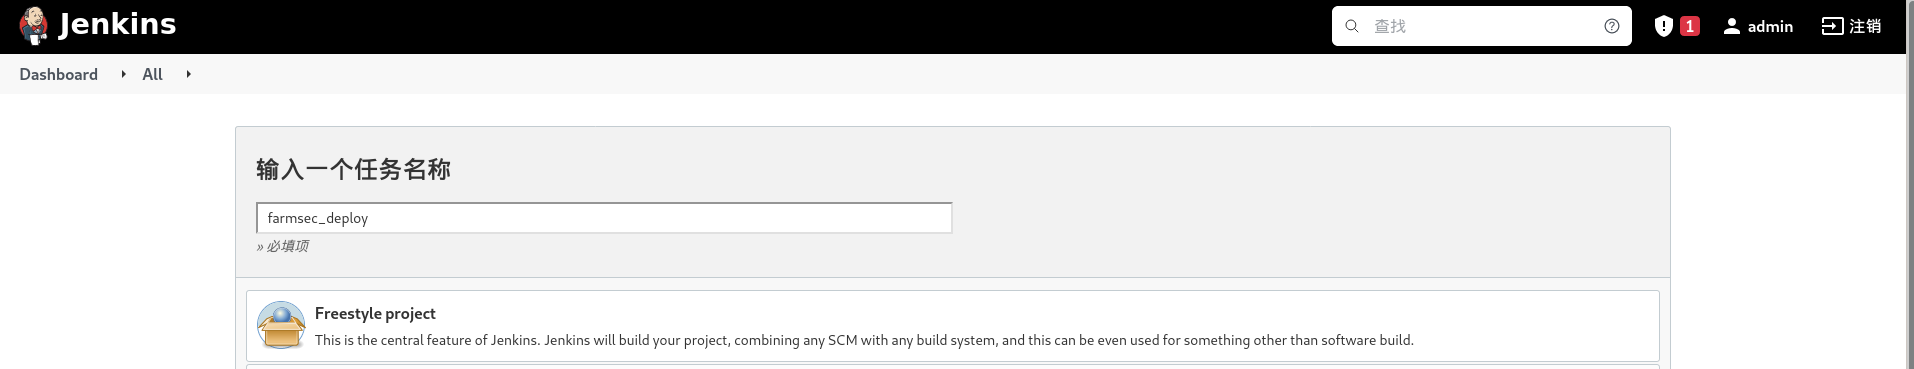 Jenkins
查找
1
admin
注销
Dashboard
All
输入一个任务名称
farmsec_deploy
» 必填项
Freestyle project
This is the central feature of Jenkins. Jenkins will build your project, combining any SCM with any build system, and this can be even used for something other than software build.